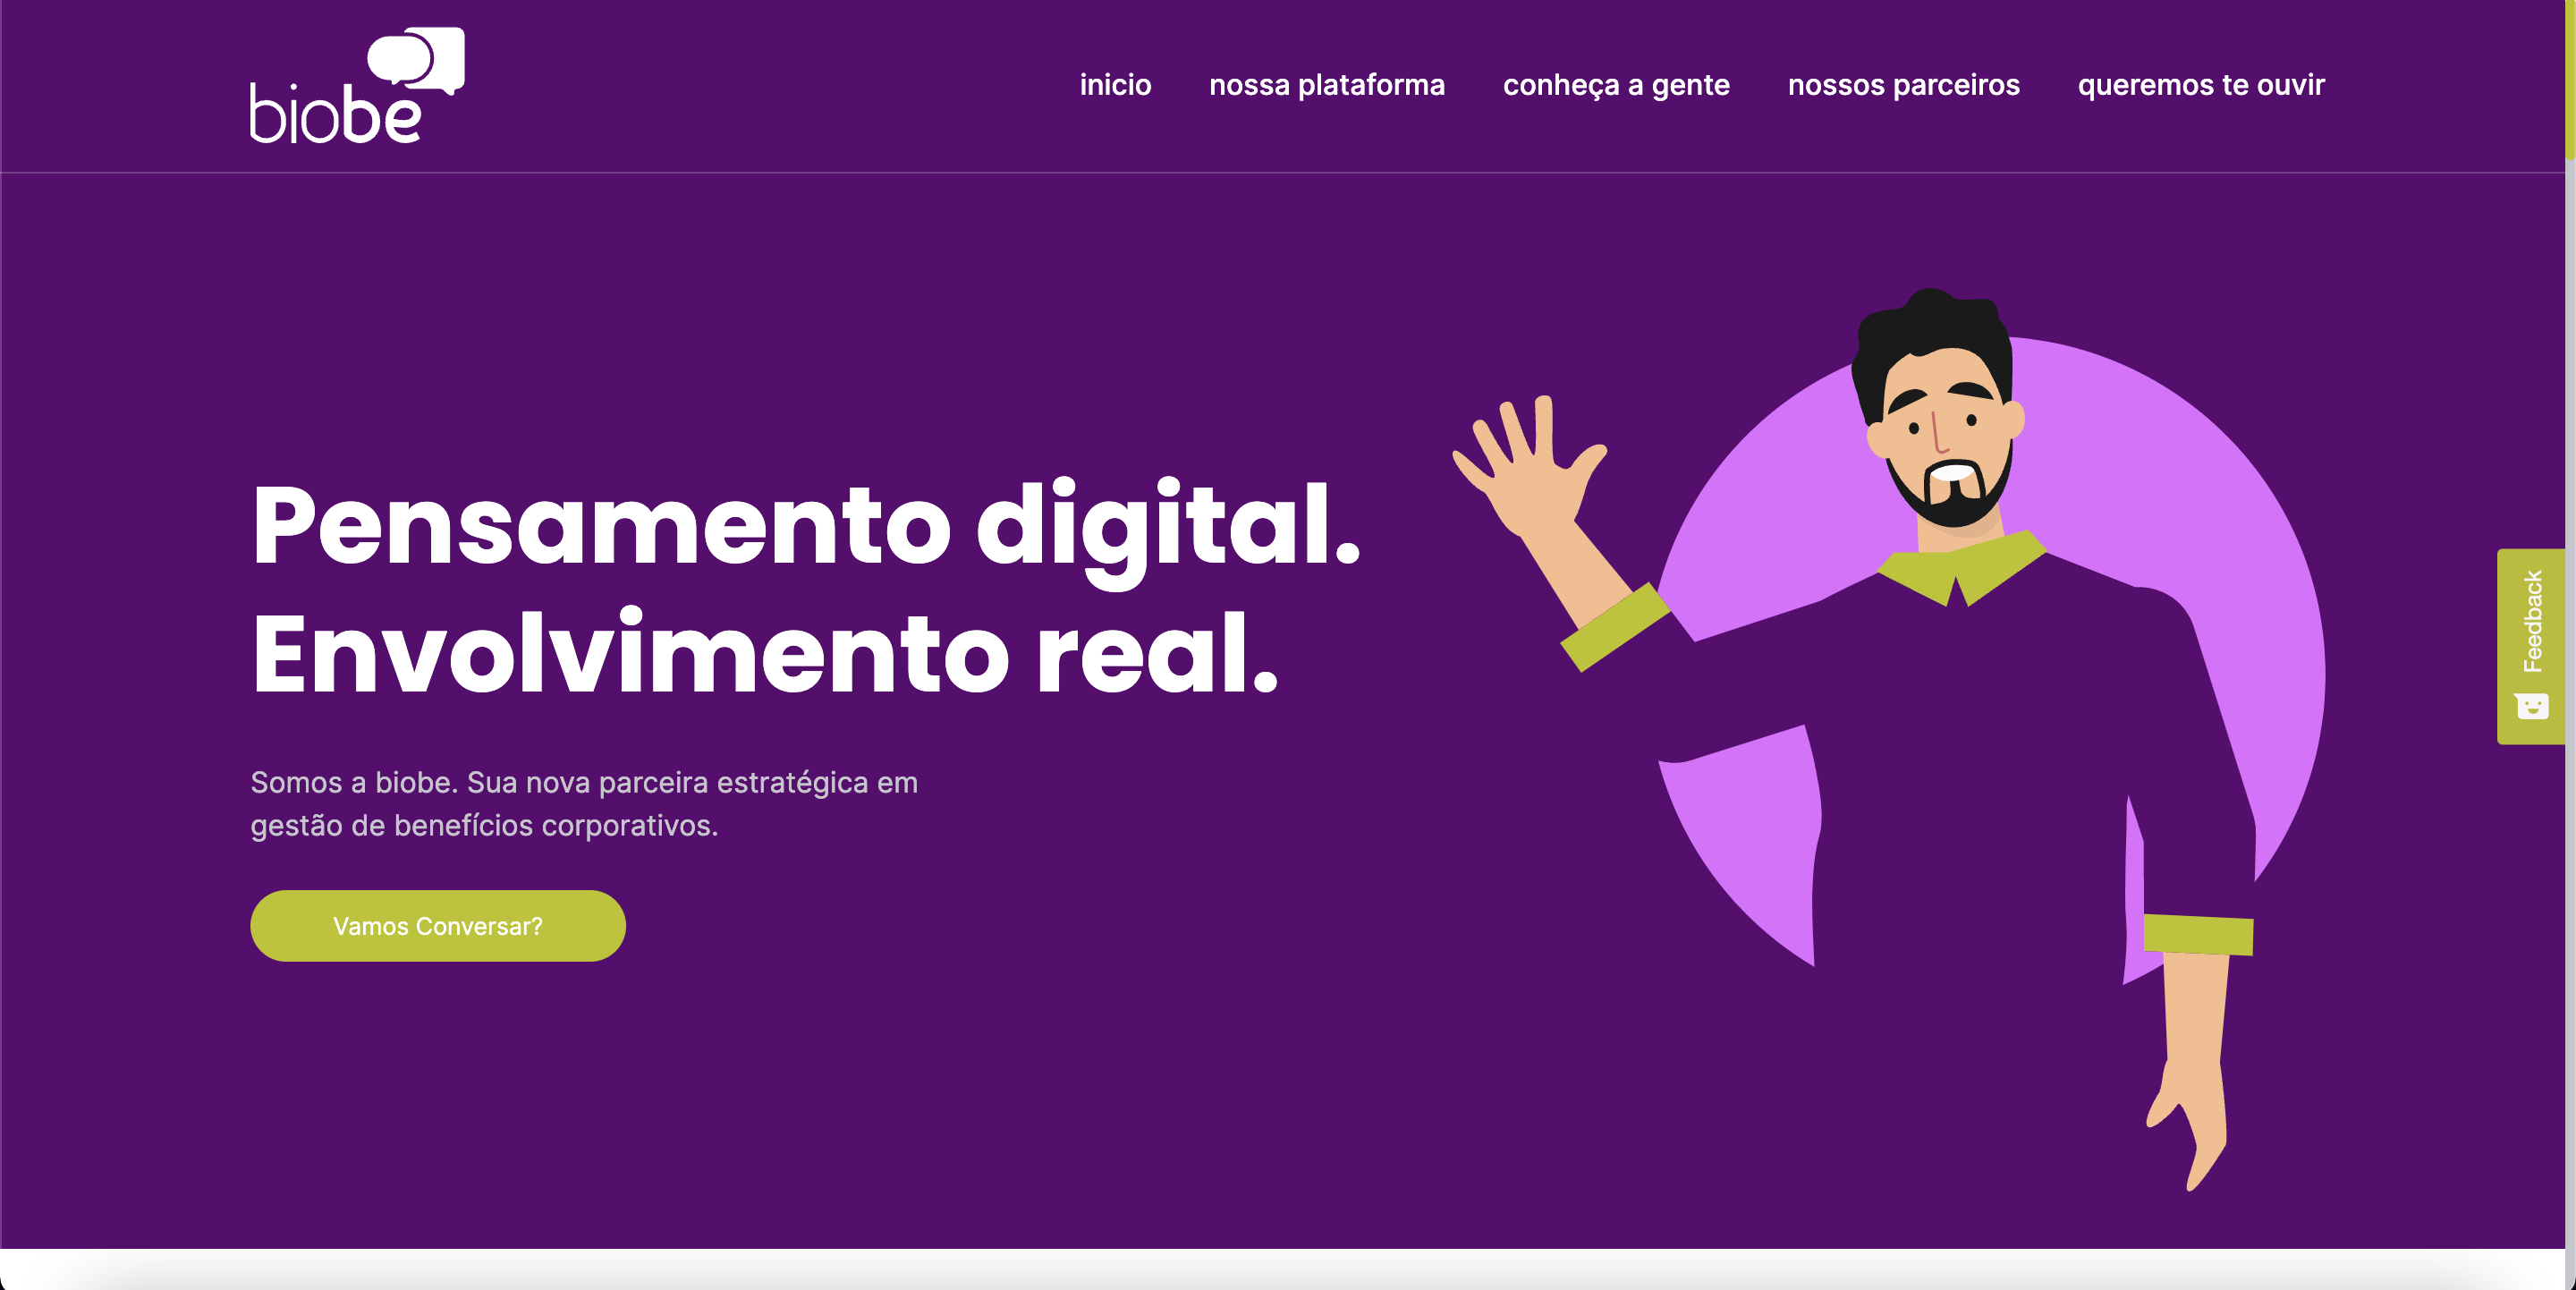 biobe
inicio nossa plataforma conheça a gente nossos parceiros queremos te ouvir
Pensamento digital.
Envolvimento real.
Somos a biobe. Sua nova parceira estratégica em
gestão de benefícios corporativos.
Vamos Conversar?
Feedback